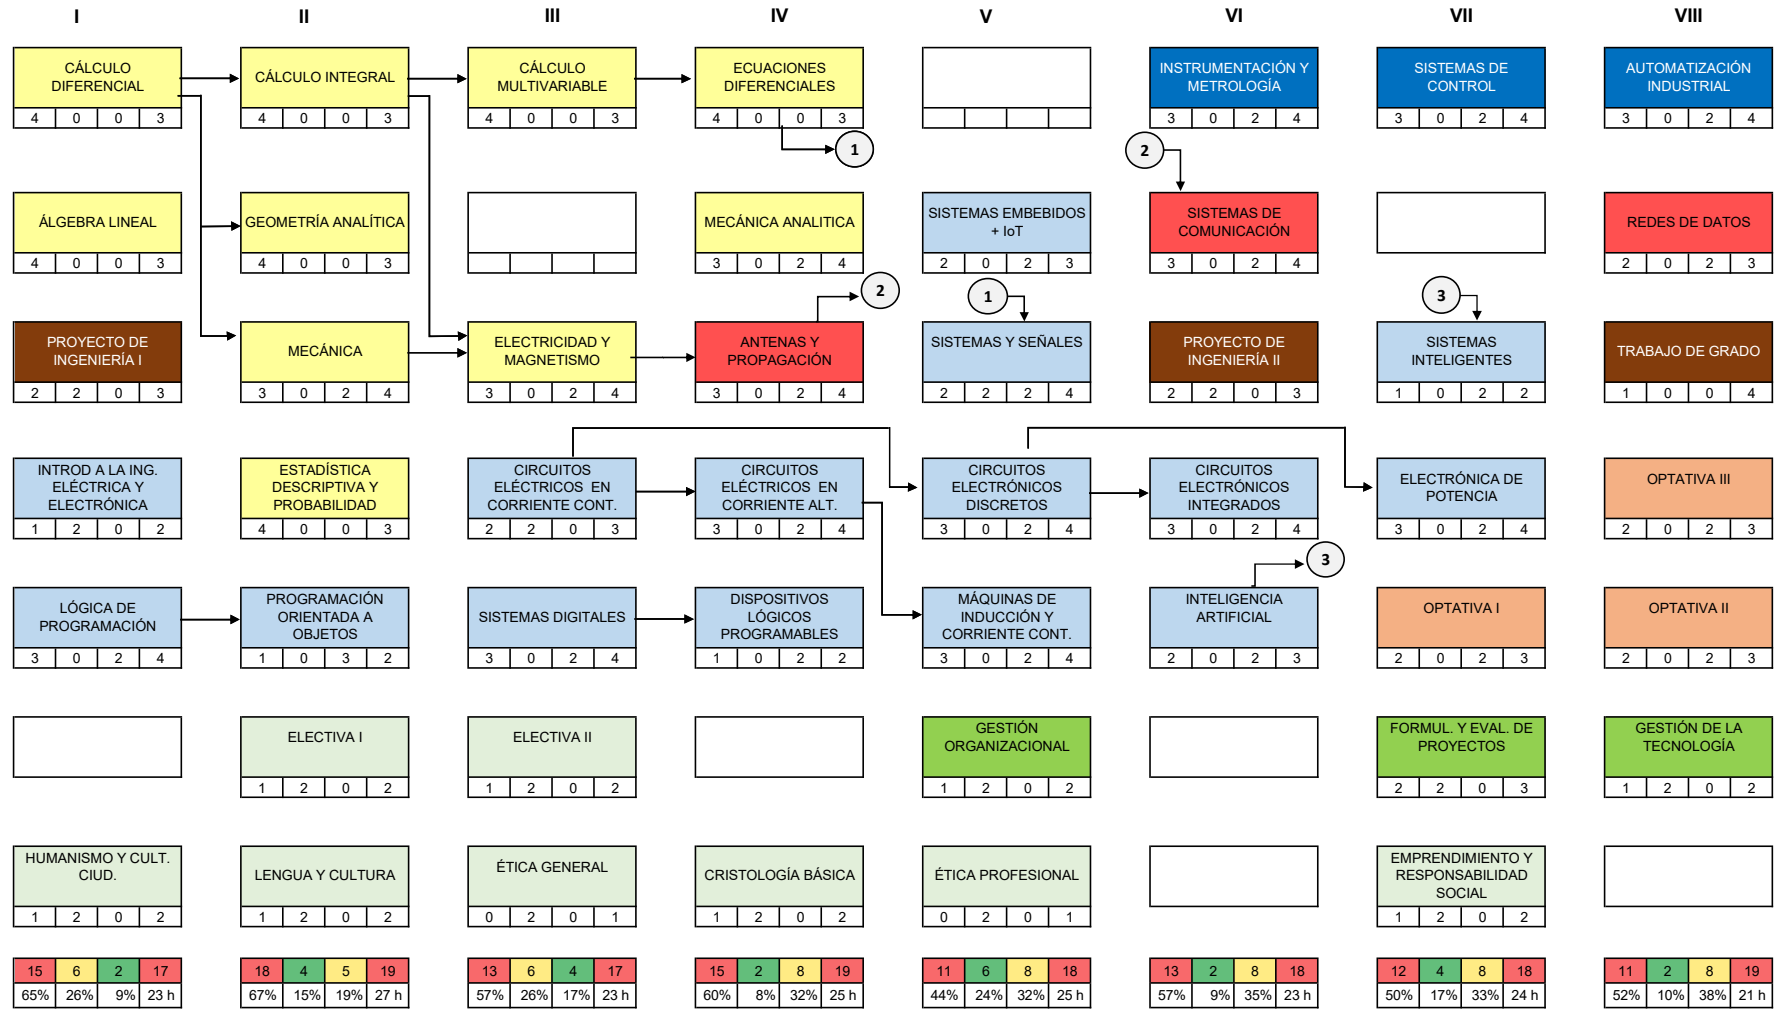 I II III IV V VI VII VIII
CÁLCULO
DIFERENCIAL
CÁLCULO INTEGRAL
CÁLCULO
MULTIVARIABLE
ECUACIONES
DIFERENCIALES
INSTRUMENTACIÓN Y
METROLOGÍA
SISTEMAS DE
CONTROL
AUTOMATIZACIÓN
INDUSTRIAL
4 0 0 3
4 0 0 3
4 0 0 3
4 0 0 3
3 0 2 4
3 0 2 4
3 0 2 4
1
2
ÁLGEBRA LINEAL
GEOMETRÍA ANALÍTICA
MECÁNICA ANALITICA
SISTEMAS EMBEBIDOS
+ IoT
SISTEMAS DE
COMUNICACIÓN
REDES DE DATOS
4 0 0 3
4 0 0 3
3 0 2 4
2 0 2 3
3 0 2 4
2 0 2 3
2
1
3
PROYECTO DE
INGENIERÍA I
MECÁNICA
ELECTRICIDAD Y
MAGNETISMO
ANTENAS Y
PROPAGACIÓN
SISTEMAS Y SEÑALES
PROYECTO DE
INGENIERÍA II
SISTEMAS
INTELIGENTES
TRABAJO DE GRADO
2 2 0 3
3 0 2 4
3 0 2 4
3 0 2 4
2 2 2 4
2 2 0 3
1 0 2 2
1 0 0 4
INTROD A LA ING.
ELÉCTRICA Y
ELECTRÓNICA
ESTADÍSTICA
DESCRIPTIVA Y
PROBABILIDAD
CIRCUITOS
ELÉCTRICOS EN
CORRIENTE CONT.
CIRCUITOS
ELÉCTRICOS EN
CORRIENTE ALT.
CIRCUITOS
ELECTRÓNICOS
DISCRETOS
CIRCUITOS
ELECTRÓNICOS
INTEGRADOS
ELECTRÓNICA DE
POTENCIA
OPTATIVA III
1 2 0 2
4 0 0 3
2 2 0 3
3 0 2 4
3 0 2 4
3 0 2 4
3 0 2 4
2 0 2 3
3
LÓGICA DE
PROGRAMACIÓN
PROGRAMACIÓN
ORIENTADA A
OBJETOS
SISTEMAS DIGITALES
DISPOSITIVOS
LÓGICOS
PROGRAMABLES
MÁQUINAS DE
INDUCCIÓN Y
CORRIENTE CONT.
INTELIGENCIA
ARTIFICIAL
OPTATIVA I
OPTATIVA II
3 0 2 4
1 0 3 2
3 0 2 4
1 0 2 2
3 0 2 4
2 0 2 3
2 0 2 3
2 0 2 3
ELECTIVA I
ELECTIVA II
GESTIÓN
ORGANIZACIONAL
FORMUL. Y EVAL. DE
PROYECTOS
GESTIÓN DE LA
TECNOLOGÍA
1 2 0 2
1 2 0 2
1 2 0 2
2 2 0 3
1 2 0 2
HUMANISMO Y CULT.
CIUD.
LENGUA Y CULTURA
ÉTICA GENERAL
CRISTOLOGÍA BÁSICA
ÉTICA PROFESIONAL
EMPRENDIMIENTO Y
RESPONSABILIDAD
SOCIAL
1 2 0 2
1 2 0 2
0 2 0 1
1 2 0 2
0 2 0 1
1 2 0 2
15 6 2 17
18 4 5 19
13 6 4 17
15 2 8 19
11 6 8 18
13 2 8 18
12 4 8 18
11 2 8 19
65% 26% 9% 23 h
67% 15% 19% 27 h
57% 26% 17% 23 h
60% 8% 32% 25 h
44% 24% 32% 25 h
57% 9% 35% 23 h
50% 17% 33% 24 h
52% 10% 38% 21 h